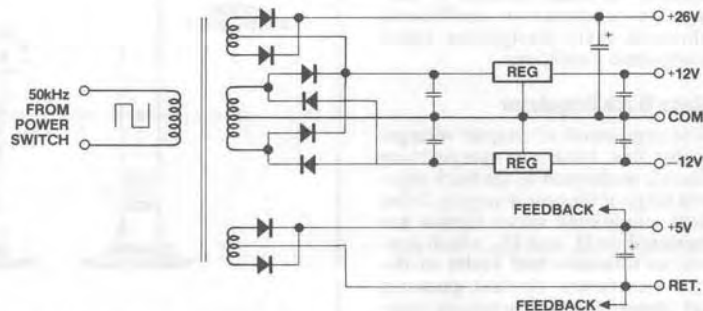 +26V
50kHz
FROM
POWER
SWITCH
REG
+12V
COM
REG
−12V
FEEDBACK
+5V
RET.
FEEDBACK